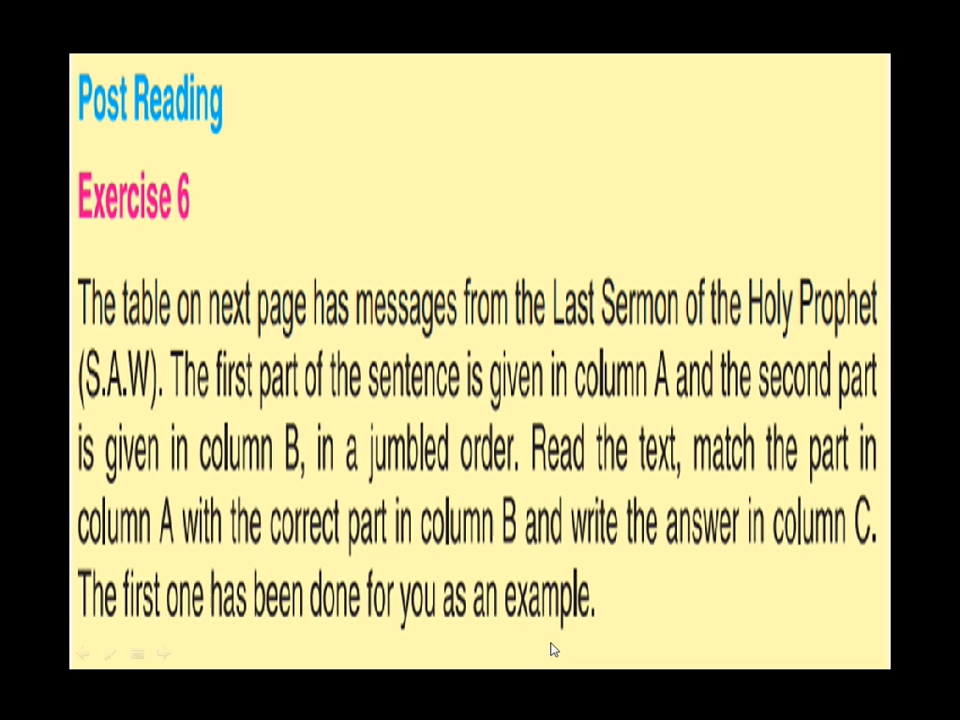 Post Reading
Exercise 6
The table on next page has messages from the Last Sermon of the Holy Prophet
(S.A.W). The first part of the sentence is given in column A and the second part
is given in column B, in a jumbled order. Read the text, match the part in
column A with the correct part in column B and write the answer in column C.
The first one has been done for you as an example.